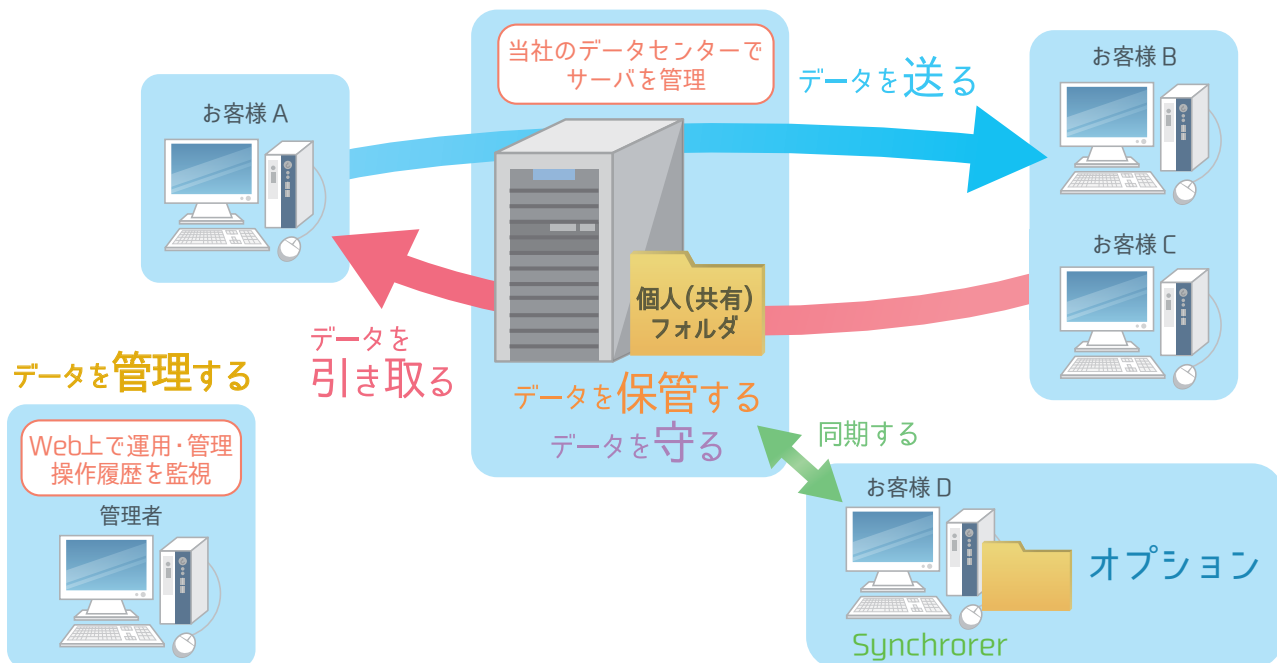 当社のデータセンターで
サーバを管理
データを送る
お客様 A
お客様 B
お客様 C
個人(共有)
フォルダ
データを
引き取る
データを保管する
データを守る
データを管理する
Web上で運用・管理
操作履歴を監視
管理者
同期する
お客様 D
オプション
Synchrorer